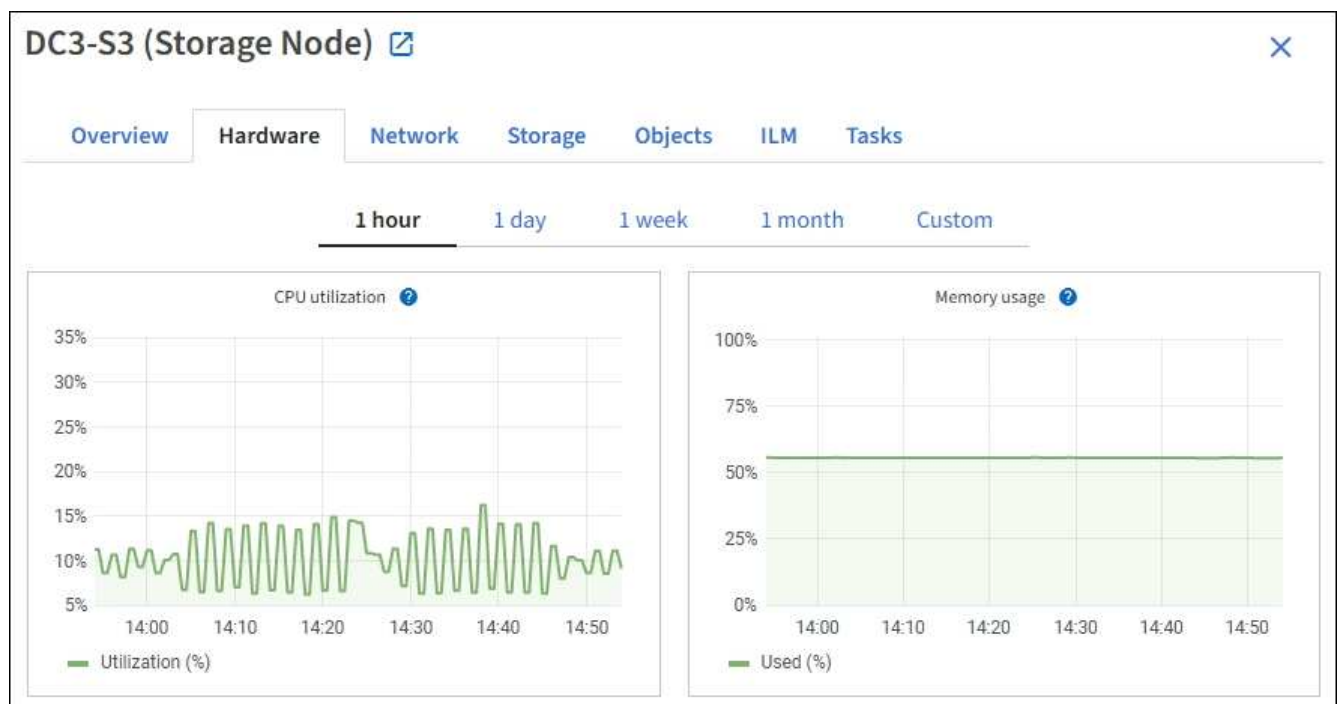 DC3-S3 (Storage Node)
Overview Hardware Network Storage Objects ILM Tasks
1 hour 1 day 1 week 1 month Custom
CPU utilization ?
35%
30%
25%
20%
15%
10%
5%
14:00 14:10 14:20 14:30 14:40 14:50
Utilization (%)
Memory usage ?
100%
75%
50%
25%
0%
14:00 14:10 14:20 14:30 14:40 14:50
Used (%)